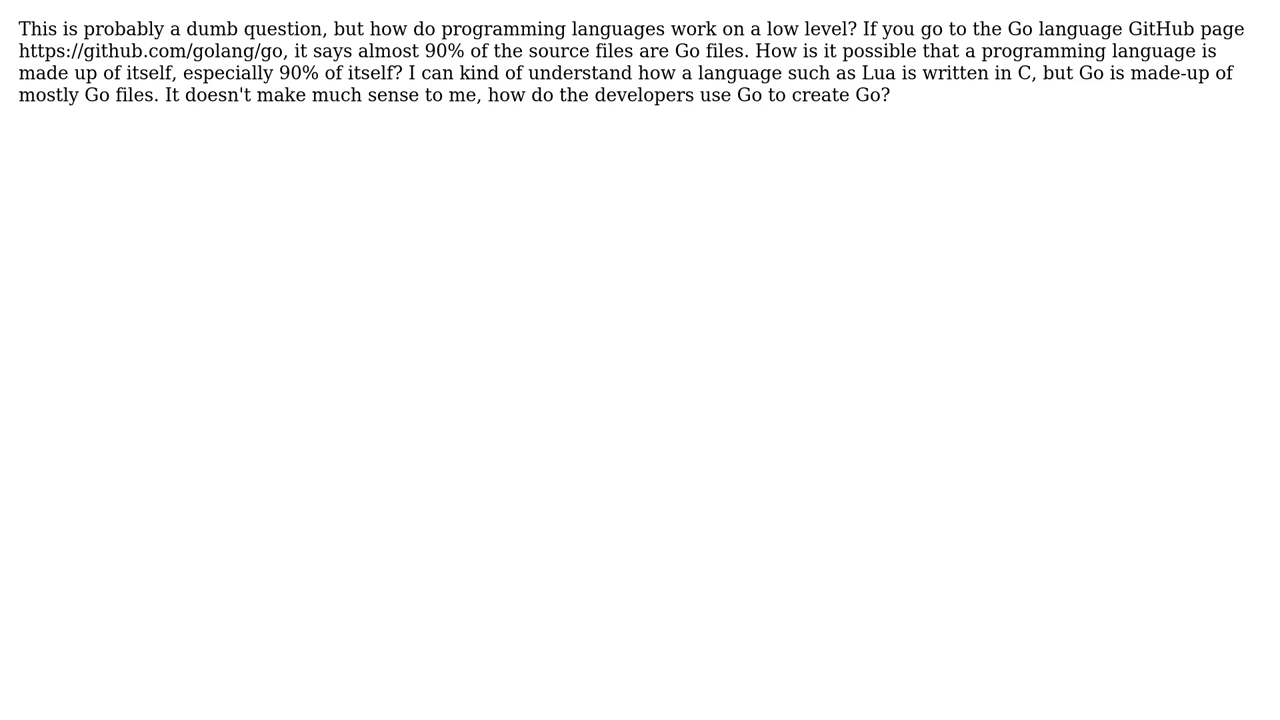 This is probably a dumb question, but how do programming languages work on a low level? If you go to the Go language GitHub page
https://github.com/golang/go, it says almost 90% of the source files are Go files. How is it possible that a programming language is
made up of itself, especially 90% of itself? I can kind of understand how a language such as Lua is written in C, but Go is made-up of
mostly Go files. It doesn't make much sense to me, how do the developers use Go to create Go?